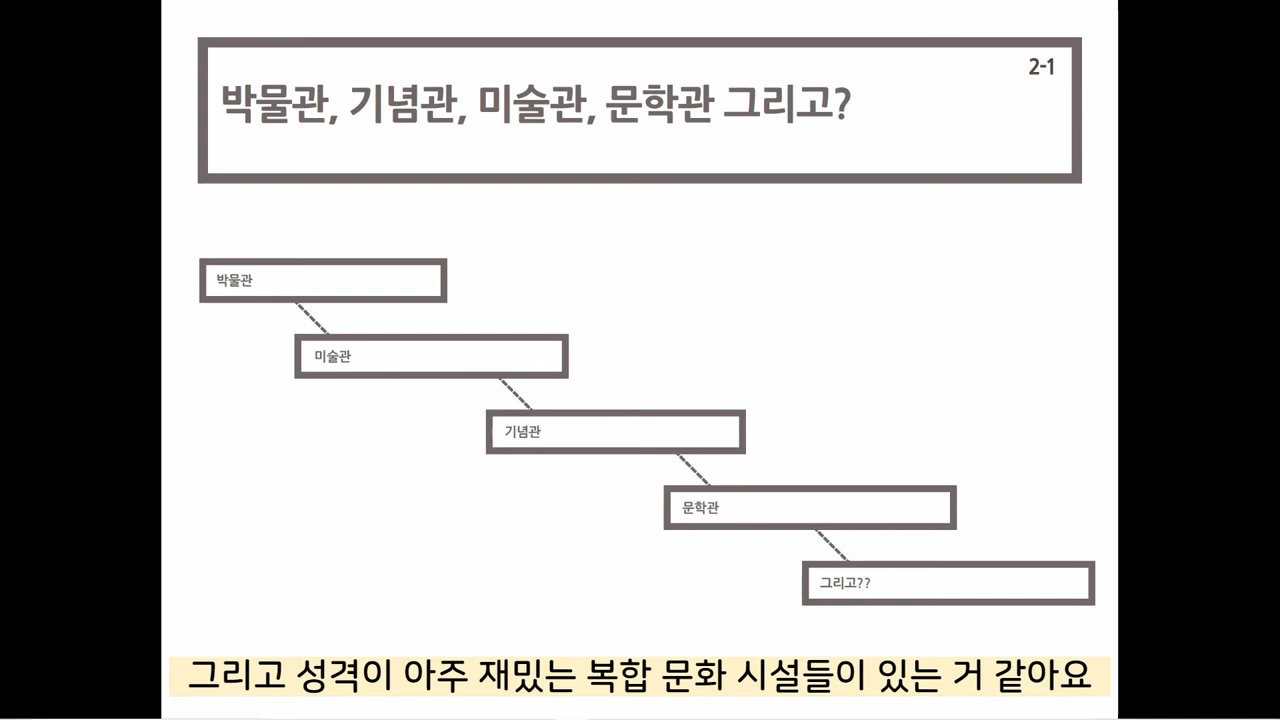 2-1
박물관, 기념관, 미술관, 문학관 그리고?
박물관
미술관
기념관
문학관
그리고??
그리고 성격이 아주 재밌는 복합 문화 시설들이 있는 거 같아요